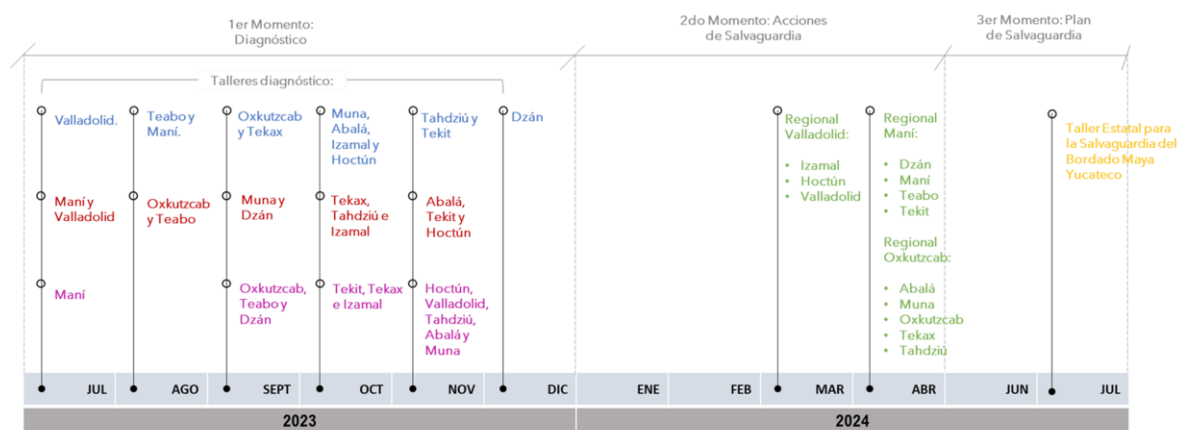 1er Momento:
Diagnóstico
2do Momento: Acciones
de Salvaguardia
3er Momento: Plan
de Salvaguardia
Talleres diagnóstico:
Valladolid.
Teabo y
Maní.
Oxkutzcab
y Tekax
Muna,
Abalá,
Izamal y
Hoctún
Tahdziú y
Tekit
Dzán
Maní y
Valladolid
Oxkutzcab
y Teabo
Muna y
Dzán
Tekax,
Tahdziú e
Izamal
Abalá,
Tekit y
Hoctún
Maní
Oxkutzcab,
Teabo y
Dzán
Tekit, Tekax
e Izamal
Hoctún,
Valladolid,
Tahdziú,
Abalá y
Muna
Regional
Valladolid:
• Izamal
• Hoctún
• Valladolid
Regional
Maní:
• Dzán
• Maní
• Teabo
• Tekit
Regional
Oxkutzcab:
• Abalá
• Muna
• Oxkutzcab
• Tekax
• Tahdziú
Taller Estatal para
la Salvaguardia del
Bordado Maya
Yucateco
JUL AGO SEPT OCT NOV DIC ENE FEB MAR ABR JUN JUL
2023 2024